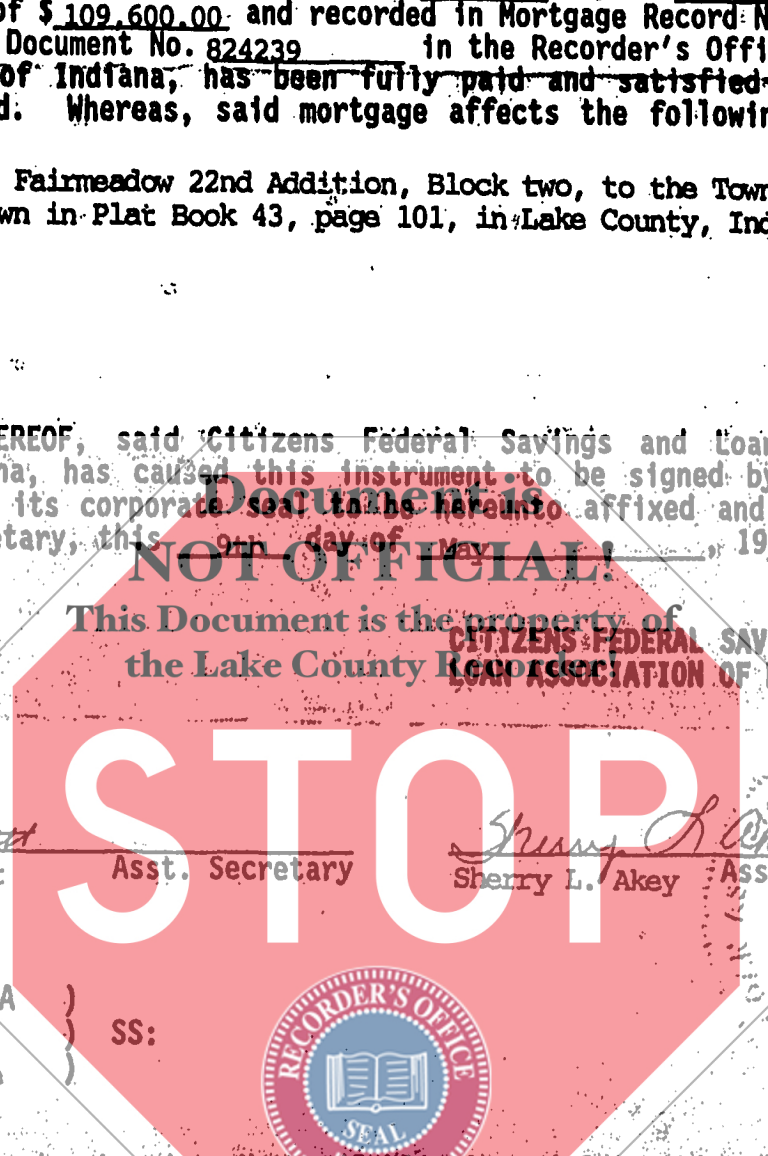 of $ 109,600.00 and recorded in Mortgage Record N
Document No. 824239 in the Recorder's Offi
of Indiana, has been fully paid and satisfied
d. Whereas, said mortgage affects the followin
Fairmeadow 22nd Addition, Block two, to the Town
wn in Plat Book 43, page 101, in Lake County, Ind
EREOF, said Citizens Federal Savings and Loan
na, has caused this instrument to be signed by
its corporate seal to be hereunto affixed and
etary, this 9th day of May , 19
Document is
NOT OFFICIAL!
This Document is the property of
the Lake County Recorder!
CITIZENS FEDERAL SAV
LOAN ASSOCIATION OF
STOP
Sherry L. Ak
Asst. Secretary Sherry L. Akey Ass
A )
) SS:
)
RECORDER'S OFFICE
SEAL